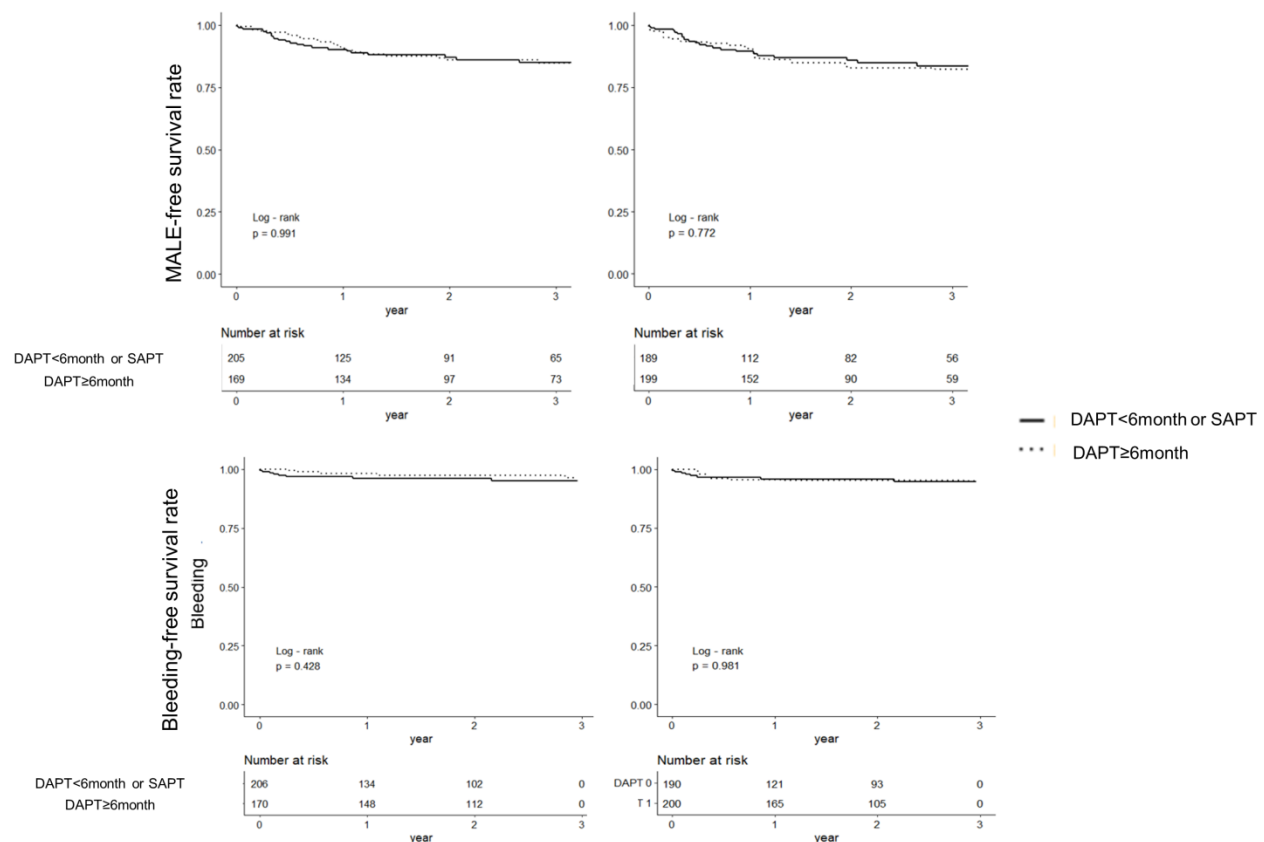 MALE-free survival rate
1.00
0.75
0.50
0.25
0.00
Log - rank
p = 0.991
0 1 2 3
year
Number at risk
DAPT<6month or SAPT 205 125 91 65
DAPT≥6month 169 134 97 73
0 1 2 3
year
1.00
0.75
0.50
0.25
0.00
Log - rank
p = 0.772
0 1 2 3
year
Number at risk
189 112 82 56
199 152 90 59
0 1 2 3
year
DAPT<6month or SAPT
DAPT≥6month
Bleeding-free survival rate
Bleeding
1.00
0.75
0.50
0.25
0.00
Log - rank
p = 0.428
0 1 2 3
year
Number at risk
DAPT<6month or SAPT 206 134 102 0
DAPT≥6month 170 148 112 0
0 1 2 3
year
1.00
0.75
0.50
0.25
0.00
Log - rank
p = 0.981
0 1 2 3
year
Number at risk
DAPT 0 190 121 93 0
T 1 200 165 105 0
0 1 2 3
year